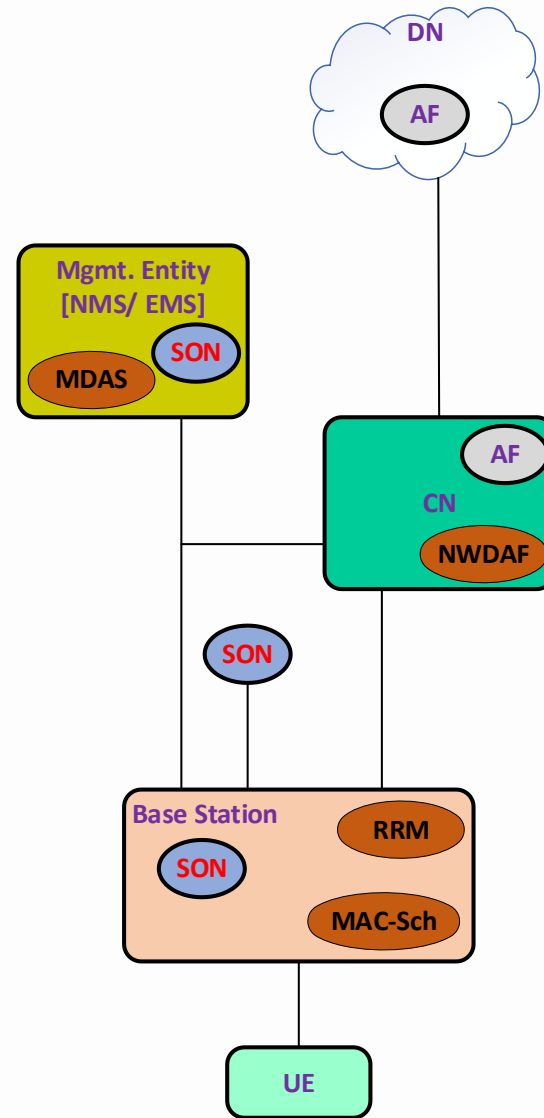 DN
AF
Mgmt. Entity
[NMS/ EMS]
SON
MDAS
AF
CN
NWDAF
SON
Base Station
RRM
SON
MAC-Sch
UE